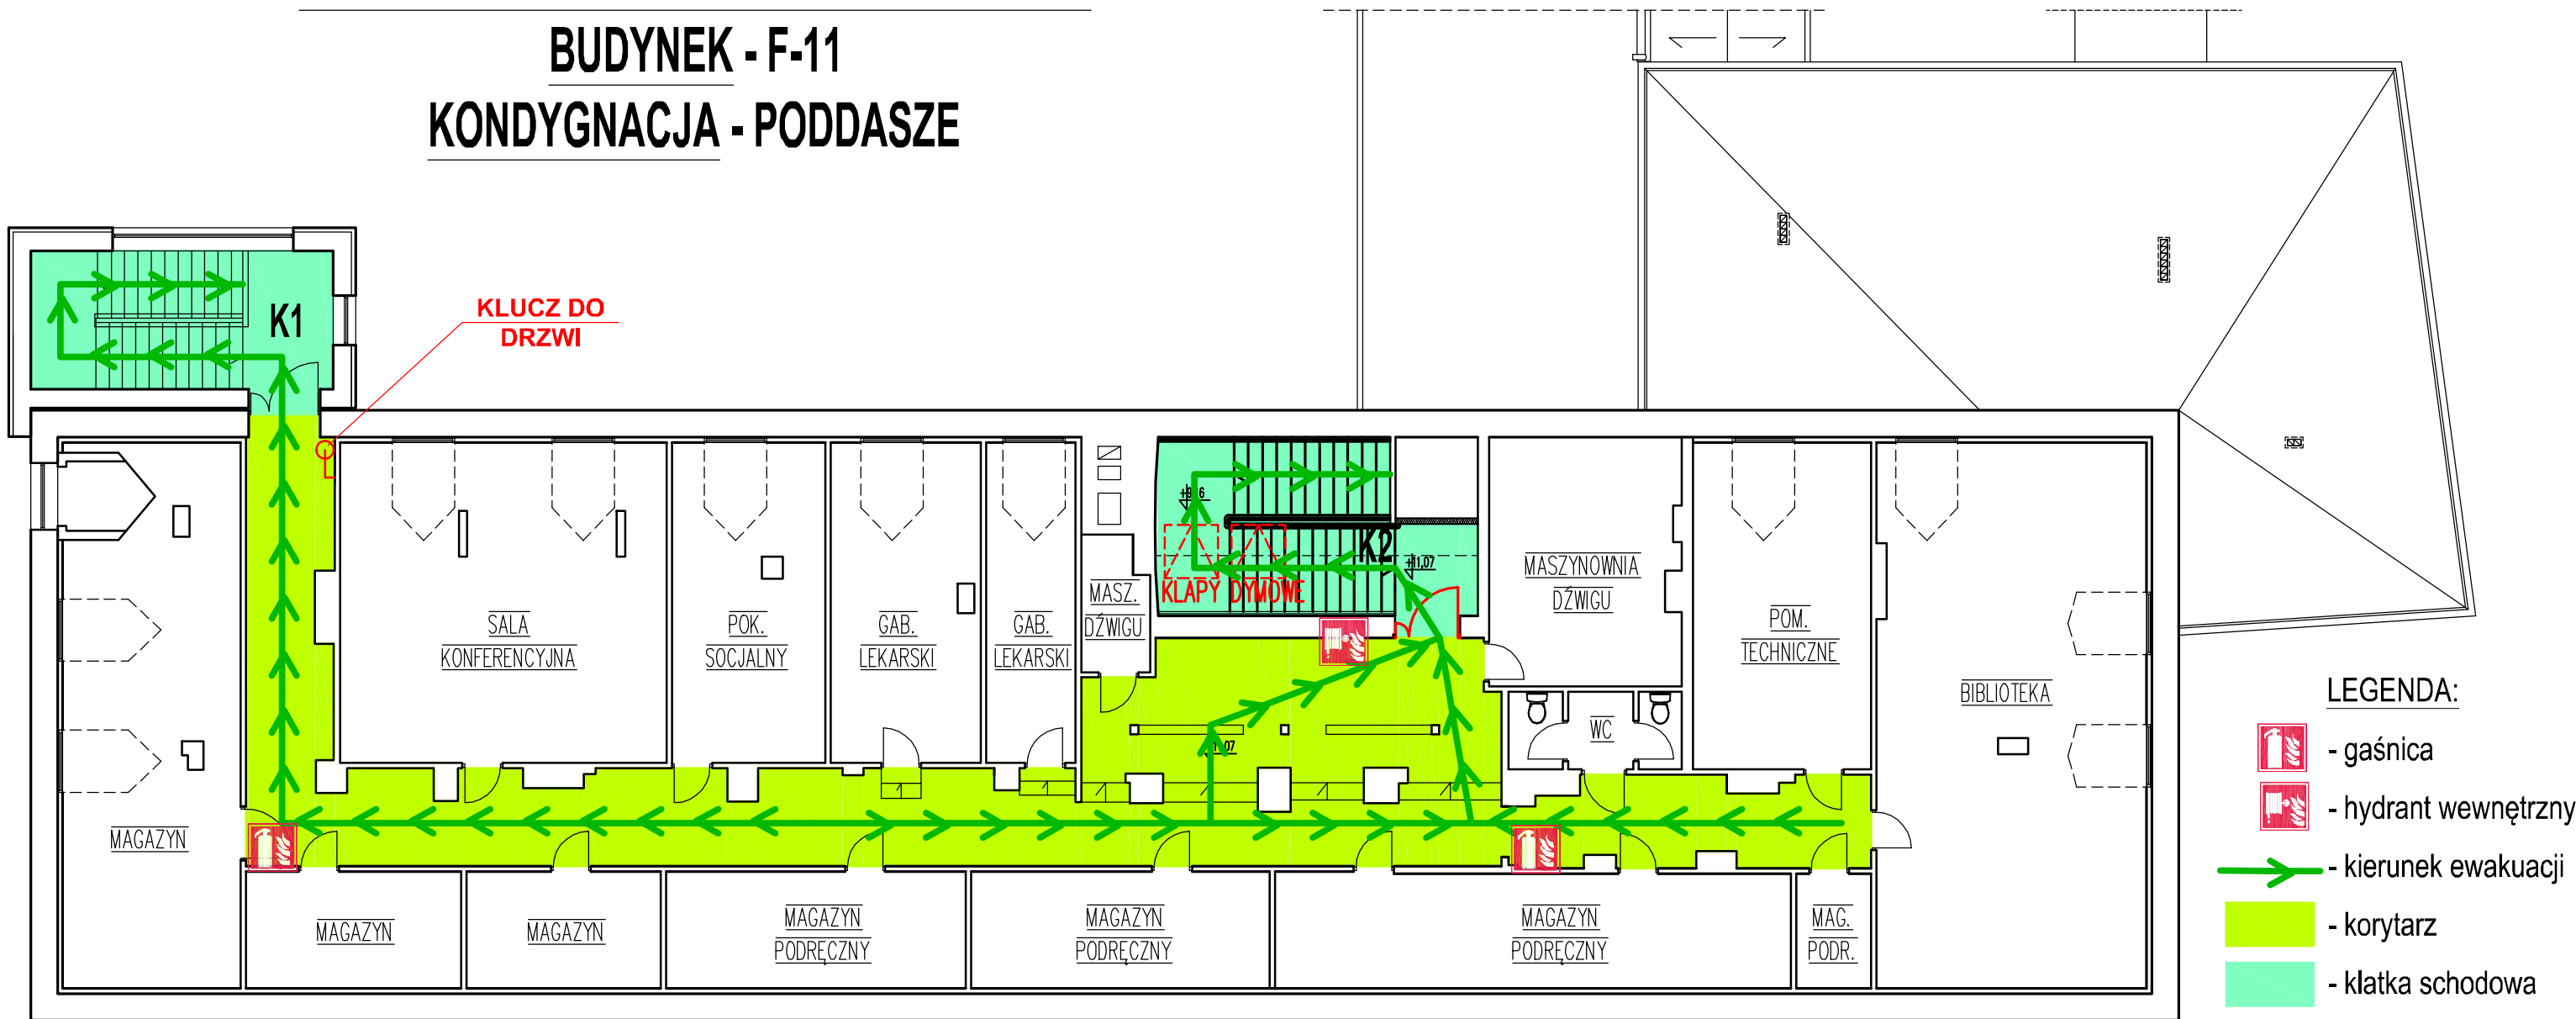 BUDYNEK - F-11
KONDYGNACJA - PODDASZE
K1
KLUCZ DO
DRZWI
K2
+11,07
KLAPY DYMOWE
SALA
KONFERENCYJNA
POK.
SOCJALNY
GAB.
LEKARSKI
GAB.
LEKARSKI
MASZ.
DŹWIGU
MASZYNOWNIA
DŹWIGU
POM.
TECHNICZNE
BIBLIOTEKA
WC
MAGAZYN
MAGAZYN
MAGAZYN
MAGAZYN
PODRĘCZNY
MAGAZYN
PODRĘCZNY
MAGAZYN
PODRĘCZNY
MAG.
PODR.
LEGENDA:
- gaśnica
- hydrant wewnętrzny
- kierunek ewakuacji
- korytarz
- klatka schodowa